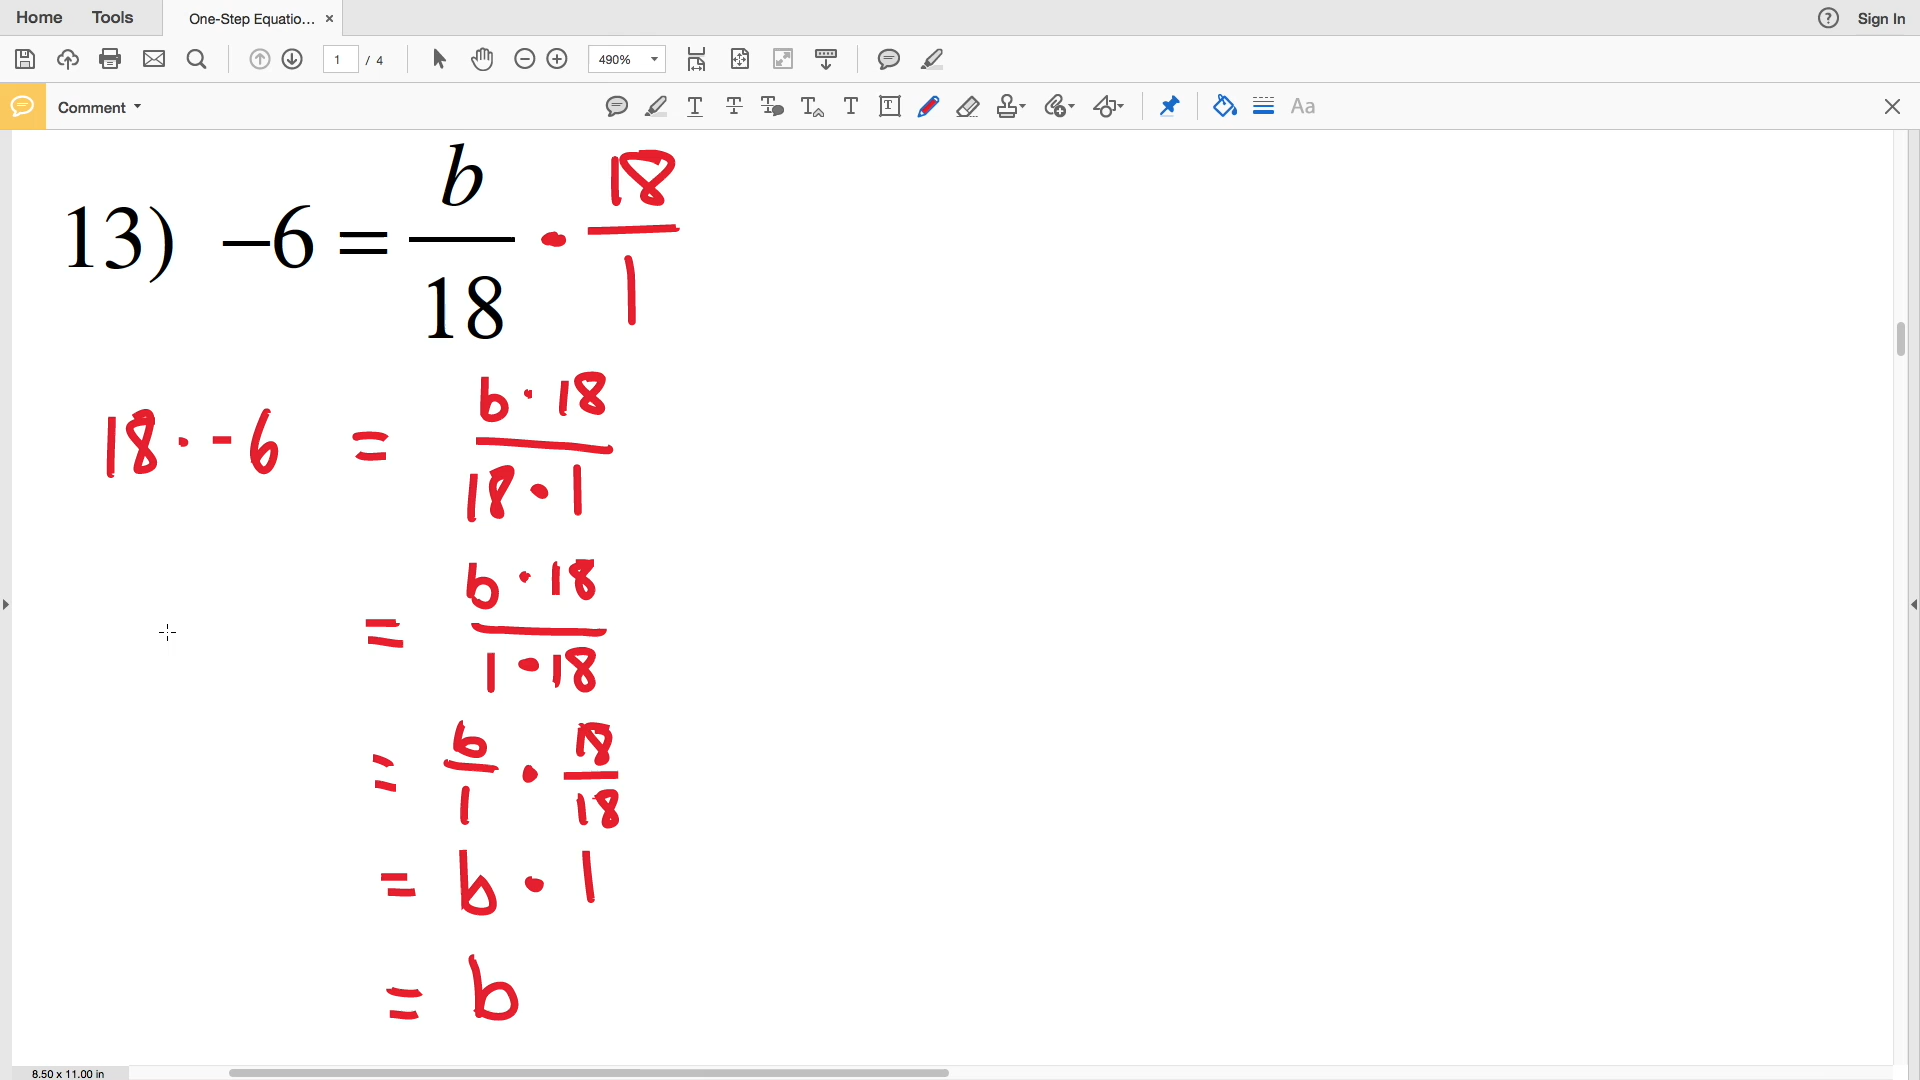 Home Tools One-Step Equatio... × ? Sign In
1 / 4 490%
Comment T T T T T T Aa
13) −6 = b/18 · 18/1
18 · -6 = b · 18 / 18 · 1
= b · 18 / 1 · 18
= b/1 · 18/18
= b · 1
= b
8.50 x 11.00 in